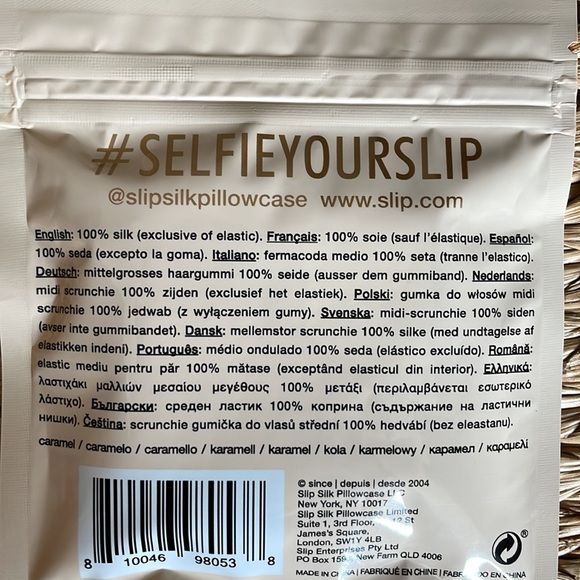 #SELFIEYOURSLIP
@slipsilkpillowcase www.slip.com
English: 100% silk (exclusive of elastic). Français: 100% soie (sauf l'élastique). Español:
100% seda (excepto la goma). Italiano: fermacoda medio 100% seta (tranne l'elastico).
Deutsch: mittelgrosses haargummi 100% seide (ausser dem gummiband). Nederlands:
midi scrunchie 100% zijden (exclusief het elastiek). Polski: gumka do włosów midi
scrunchie 100% jedwab (z wyłączeniem gumy). Svenska: midi-scrunchie 100% siden
(avser inte gummibandet). Dansk: mellemstor scrunchie 100% silke (med undtagelse af
elastikken indeni). Português: médio ondulado 100% seda (elástico excluído). Română:
elastic mediu pentru păr 100% mătase (exceptând elasticul din interior). Ελληνικά:
λαστιχάκι μαλλιών μεσαίου μεγέθους 100% μετάξι (περιλαμβάνεται εσωτερικό
λάστιχο). Български: среден ластик 100% коприна (съдържание на ластични
нишки). Čeština: scrunchie gumička do vlasů střední 100% hedvábí (bez eleastanu).
caramel / caramelo / caramello / karamell / karamel / kola / karmelowy / карамел / καραμελί
© since | depuis | desde 2004
Slip Silk Pillowcase LLC
New York, NY 10017
Slip Silk Pillowcase Limited
Suite 1, 3rd Floor, 12 St
James's Square,
London, SW1Y 4LB
Slip Enterprises Pty Ltd
PO Box 159 New Farm QLD 4006
MADE IN CHINA / FABRIQUÉ EN CHINE / PO EN CHINA
8 10046 98053 8